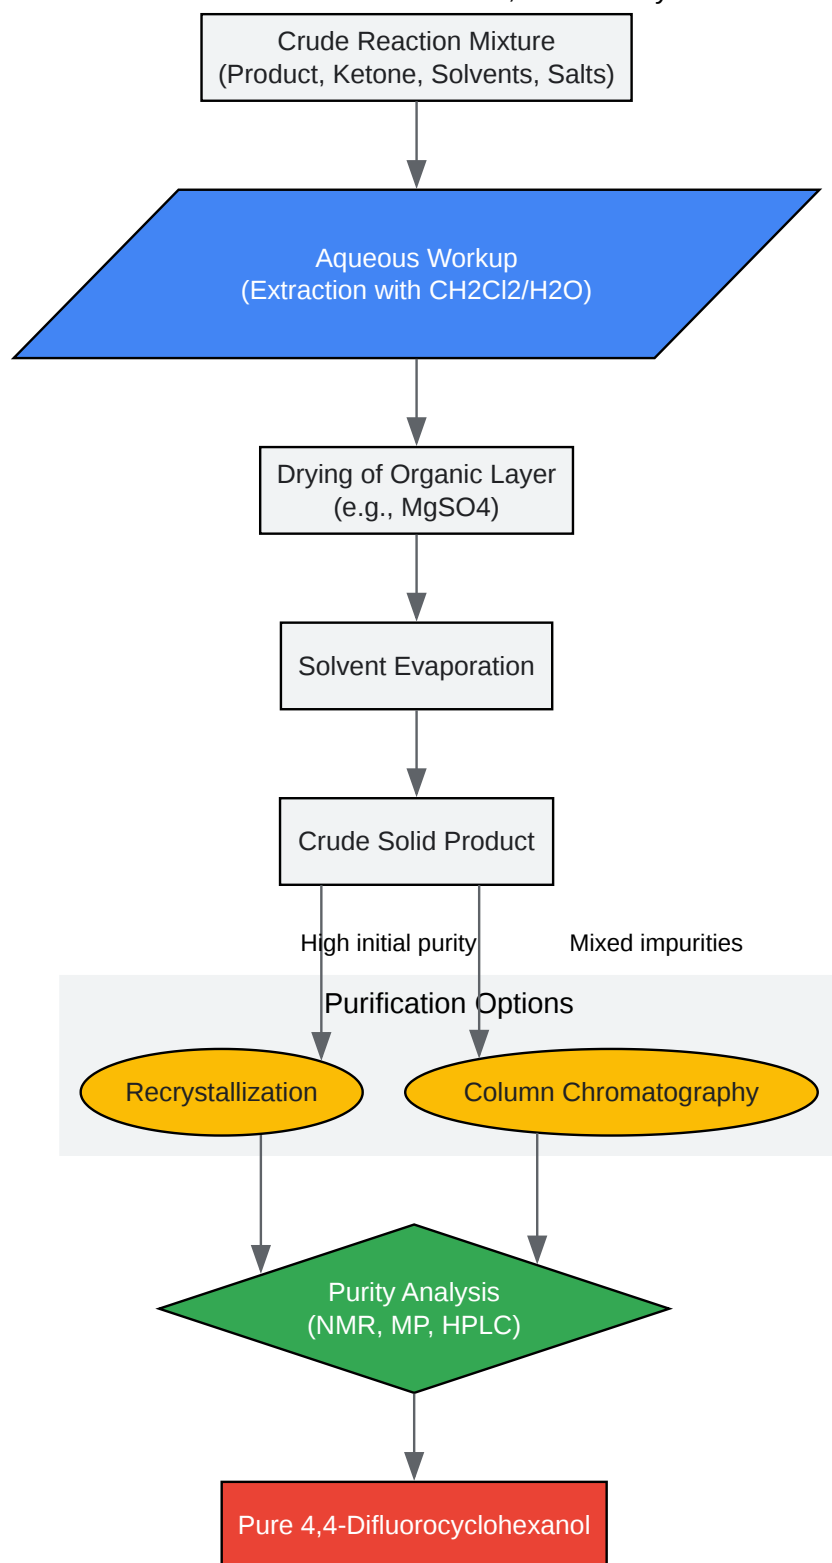 Crude Reaction Mixture
(Product, Ketone, Solvents, Salts)
Aqueous Workup
(Extraction with CH2Cl2/H2O)
Drying of Organic Layer
(e.g., MgSO4)
Solvent Evaporation
Crude Solid Product
High initial purity
Mixed impurities
Purification Options
Recrystallization
Column Chromatography
Purity Analysis
(NMR, MP, HPLC)
Pure 4,4-Difluorocyclohexanol